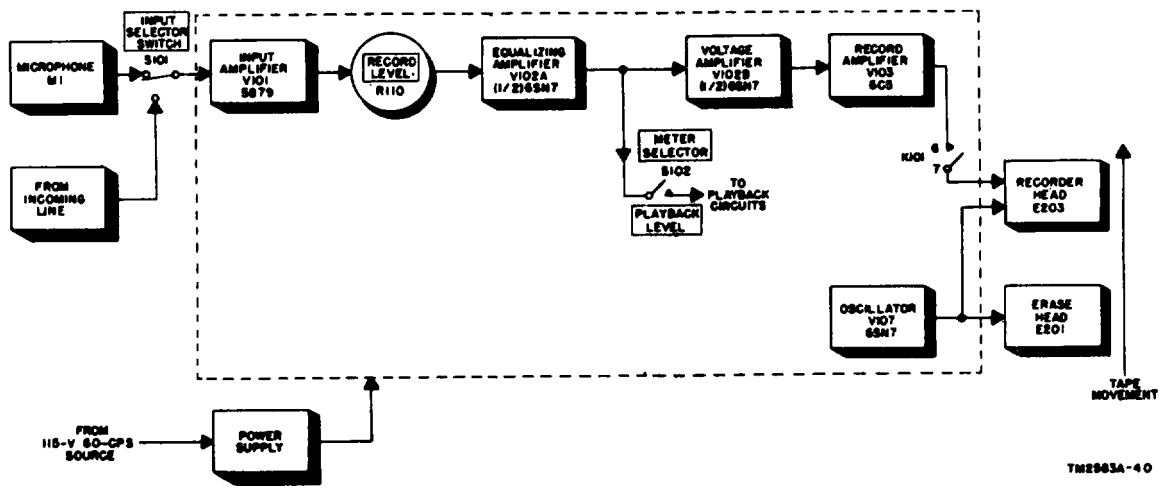 INPUT
SELECTOR
SWITCH
S101
MICROPHONE
M1
FROM
INCOMING
LINE
INPUT
AMPLIFIER
V101
5879
RECORD
LEVEL
R110
EQUALIZING
AMPLIFIER
V102A
(1/2)6SN7
VOLTAGE
AMPLIFIER
V102B
(1/2)6SN7
RECORD
AMPLIFIER
V103
6C5
METER
SELECTOR
S102
TO
PLAYBACK
CIRCUITS
PLAYBACK
LEVEL
K101
6
7
RECORDER
HEAD
E203
OSCILLATOR
V107
6SN7
ERASE
HEAD
E201
TAPE
MOVEMENT
FROM
115-V 60-CPS
SOURCE
POWER
SUPPLY
TM2583A-40